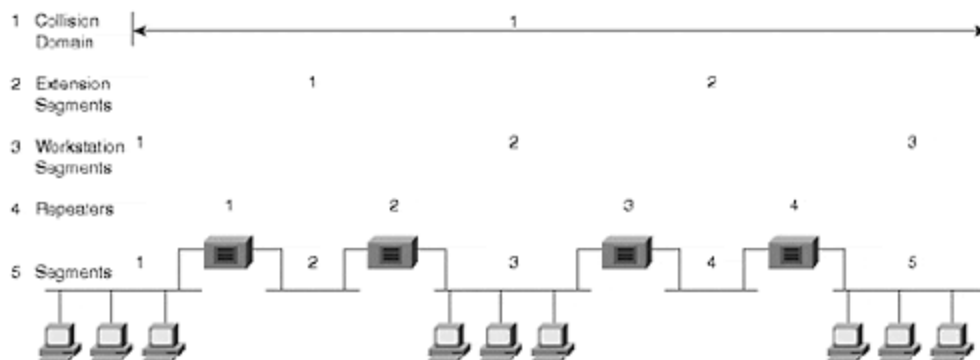 1 Collision Domain 1
2 Extension Segments 1 2
3 Workstation Segments 1 2 3
4 Repeaters 1 2 3 4
5 Segments 1 2 3 4 5